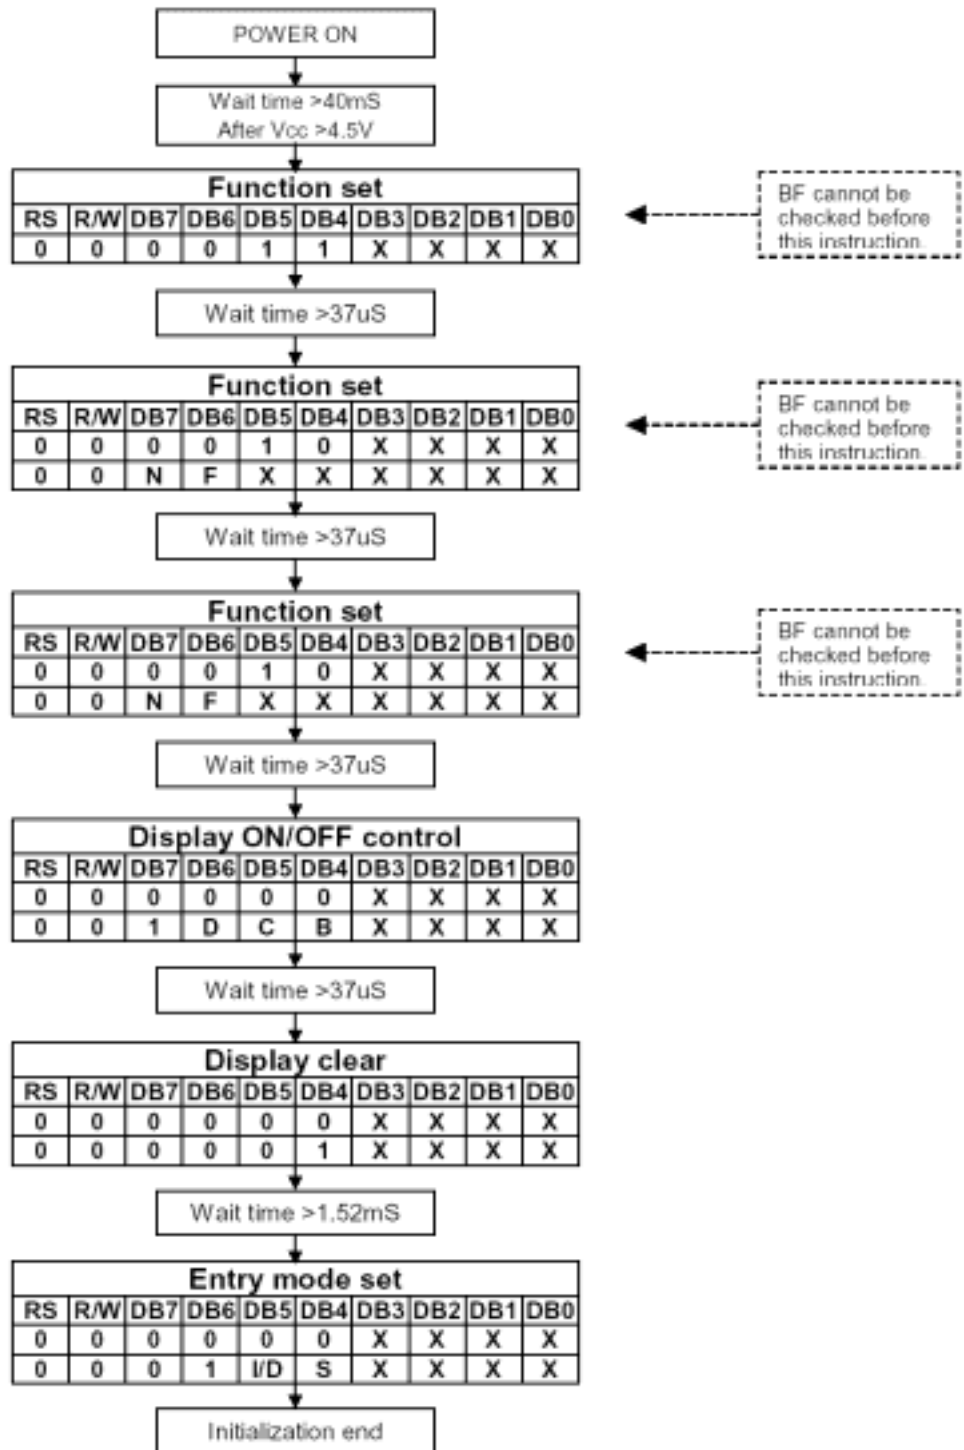 POWER ON
Wait time >40mS
After Vcc >4.5V
Function set
RS R/W DB7 DB6 DB5 DB4 DB3 DB2 DB1 DB0
0 0 0 0 1 1 X X X X
BF cannot be
checked before
this instruction.
Wait time >37uS
Function set
RS R/W DB7 DB6 DB5 DB4 DB3 DB2 DB1 DB0
0 0 0 0 1 0 X X X X
0 0 N F X X X X X X
BF cannot be
checked before
this instruction.
Wait time >37uS
Function set
RS R/W DB7 DB6 DB5 DB4 DB3 DB2 DB1 DB0
0 0 0 0 1 0 X X X X
0 0 N F X X X X X X
BF cannot be
checked before
this instruction.
Wait time >37uS
Display ON/OFF control
RS R/W DB7 DB6 DB5 DB4 DB3 DB2 DB1 DB0
0 0 0 0 0 0 X X X X
0 0 1 D C B X X X X
Wait time >37uS
Display clear
RS R/W DB7 DB6 DB5 DB4 DB3 DB2 DB1 DB0
0 0 0 0 0 0 X X X X
0 0 0 0 0 1 X X X X
Wait time >1.52mS
Entry mode set
RS R/W DB7 DB6 DB5 DB4 DB3 DB2 DB1 DB0
0 0 0 0 0 0 X X X X
0 0 0 1 I/D S X X X X
Initialization end